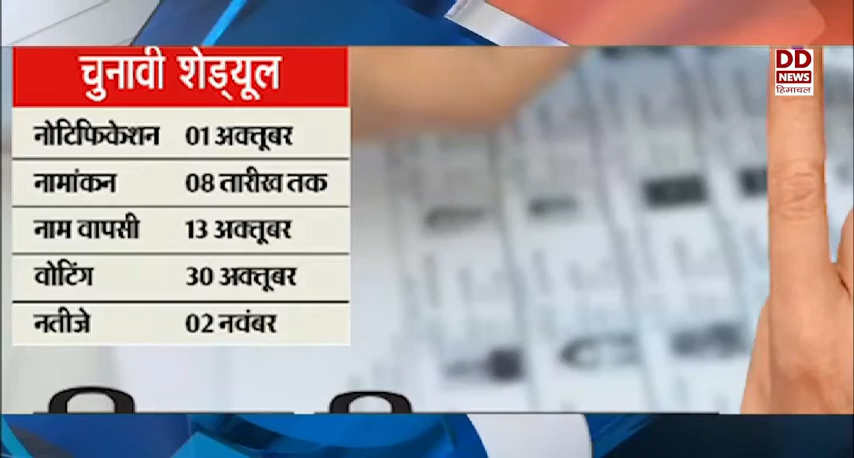 चुनावी शेड्यूल
नोटिफिकेशन 01 अक्तूबर
नामांकन 08 तारीख तक
नाम वापसी 13 अक्तूबर
वोटिंग 30 अक्तूबर
नतीजे 02 नवंबर
DD
NEWS
हिमाचल